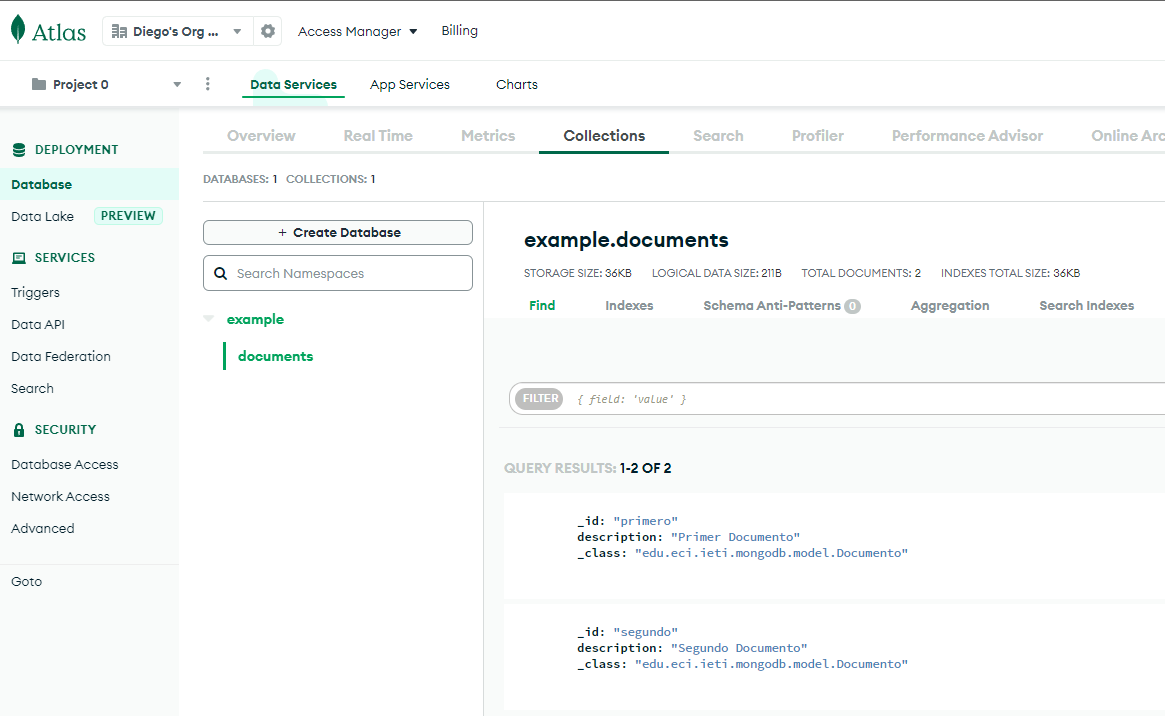 Atlas Diego's Org ... Access Manager Billing
Project 0 Data Services App Services Charts
DEPLOYMENT
Database
Data Lake PREVIEW
SERVICES
Triggers
Data API
Data Federation
Search
SECURITY
Database Access
Network Access
Advanced
Goto
Overview Real Time Metrics Collections Search Profiler Performance Advisor Online Arc
DATABASES: 1 COLLECTIONS: 1
+ Create Database
Search Namespaces
example
documents
example.documents
STORAGE SIZE: 36KB LOGICAL DATA SIZE: 211B TOTAL DOCUMENTS: 2 INDEXES TOTAL SIZE: 36KB
Find Indexes Schema Anti-Patterns 0 Aggregation Search Indexes
FILTER { field: 'value' }
QUERY RESULTS: 1-2 OF 2
_id: "primero"
description: "Primer Documento"
_class: "edu.eci.ieti.mongodb.model.Documento"
_id: "segundo"
description: "Segundo Documento"
_class: "edu.eci.ieti.mongodb.model.Documento"